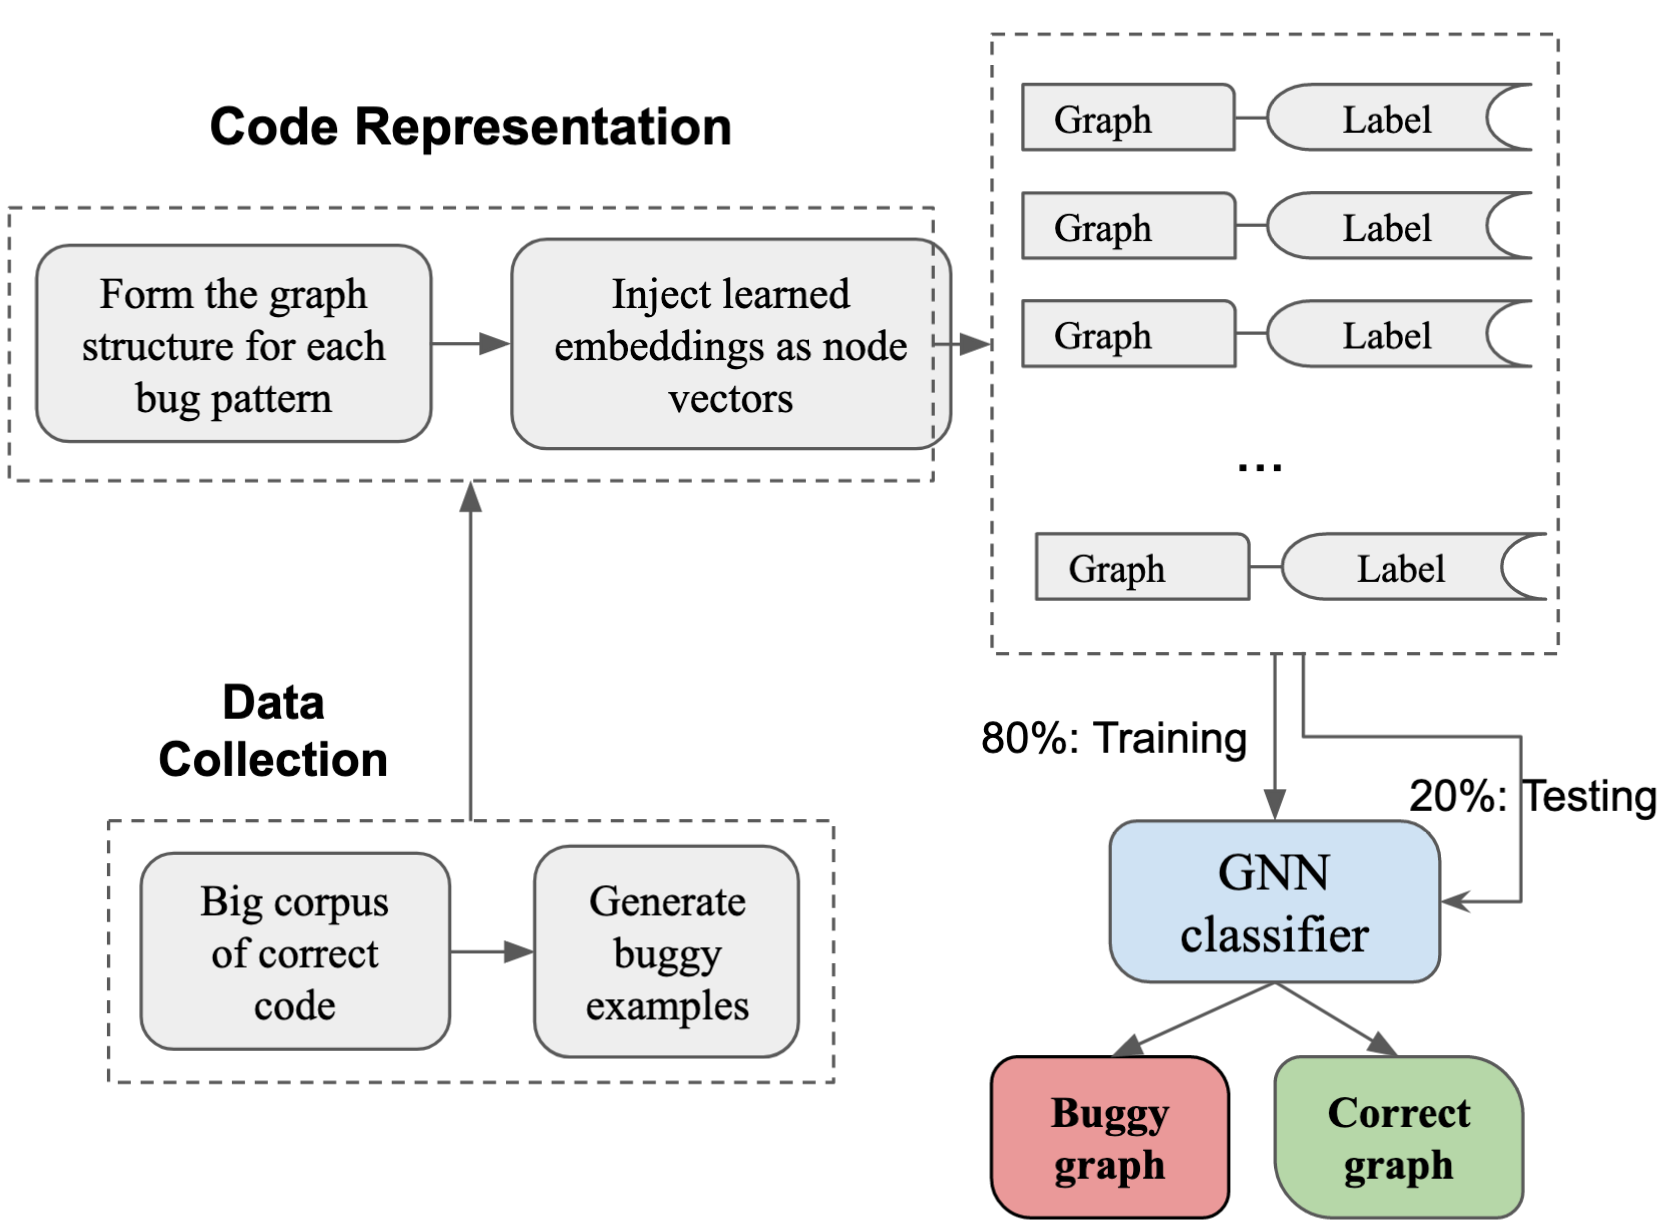 Code Representation
Form the graph
structure for each
bug pattern
Inject learned
embeddings as node
vectors
Graph
Label
Graph
Label
Graph
Label
...
Graph
Label
Data
Collection
Big corpus
of correct
code
Generate
buggy
examples
80%: Training
20%: Testing
GNN
classifier
Buggy
graph
Correct
graph